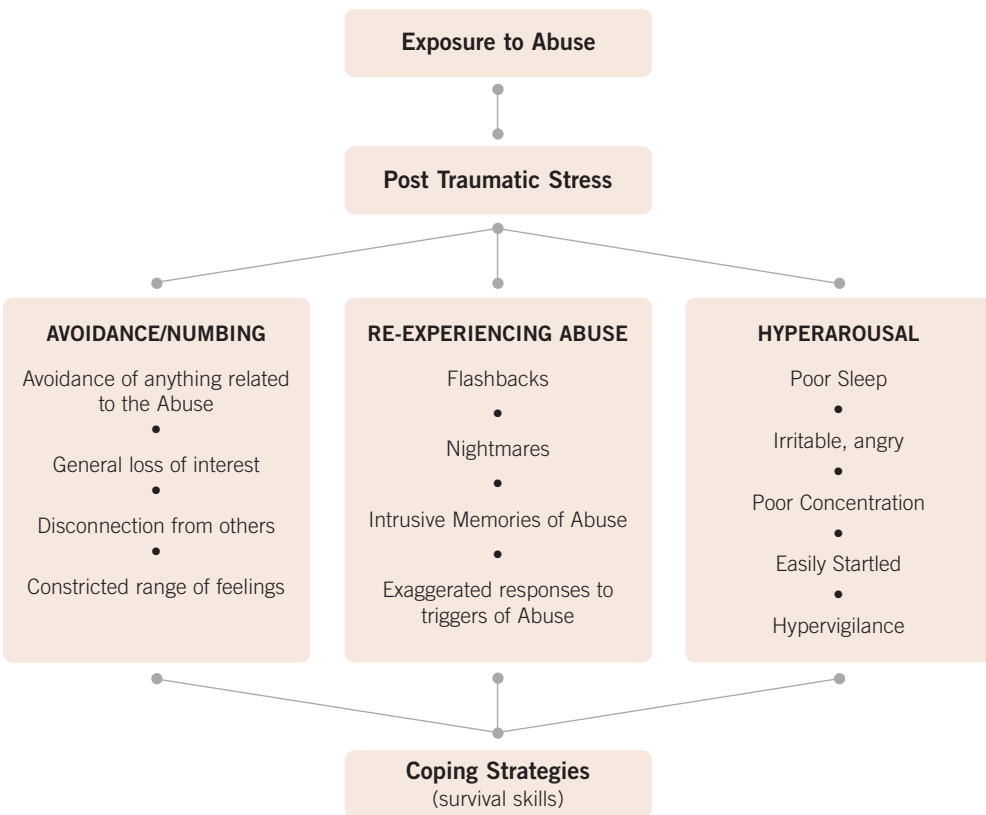 Exposure to Abuse
Post Traumatic Stress
AVOIDANCE/NUMBING
Avoidance of anything related
to the Abuse
•
General loss of interest
•
Disconnection from others
•
Constricted range of feelings
RE-EXPERIENCING ABUSE
Flashbacks
•
Nightmares
•
Intrusive Memories of Abuse
•
Exaggerated responses to
triggers of Abuse
HYPERAROUSAL
Poor Sleep
•
Irritable, angry
•
Poor Concentration
•
Easily Startled
•
Hypervigilance
Coping Strategies
(survival skills)